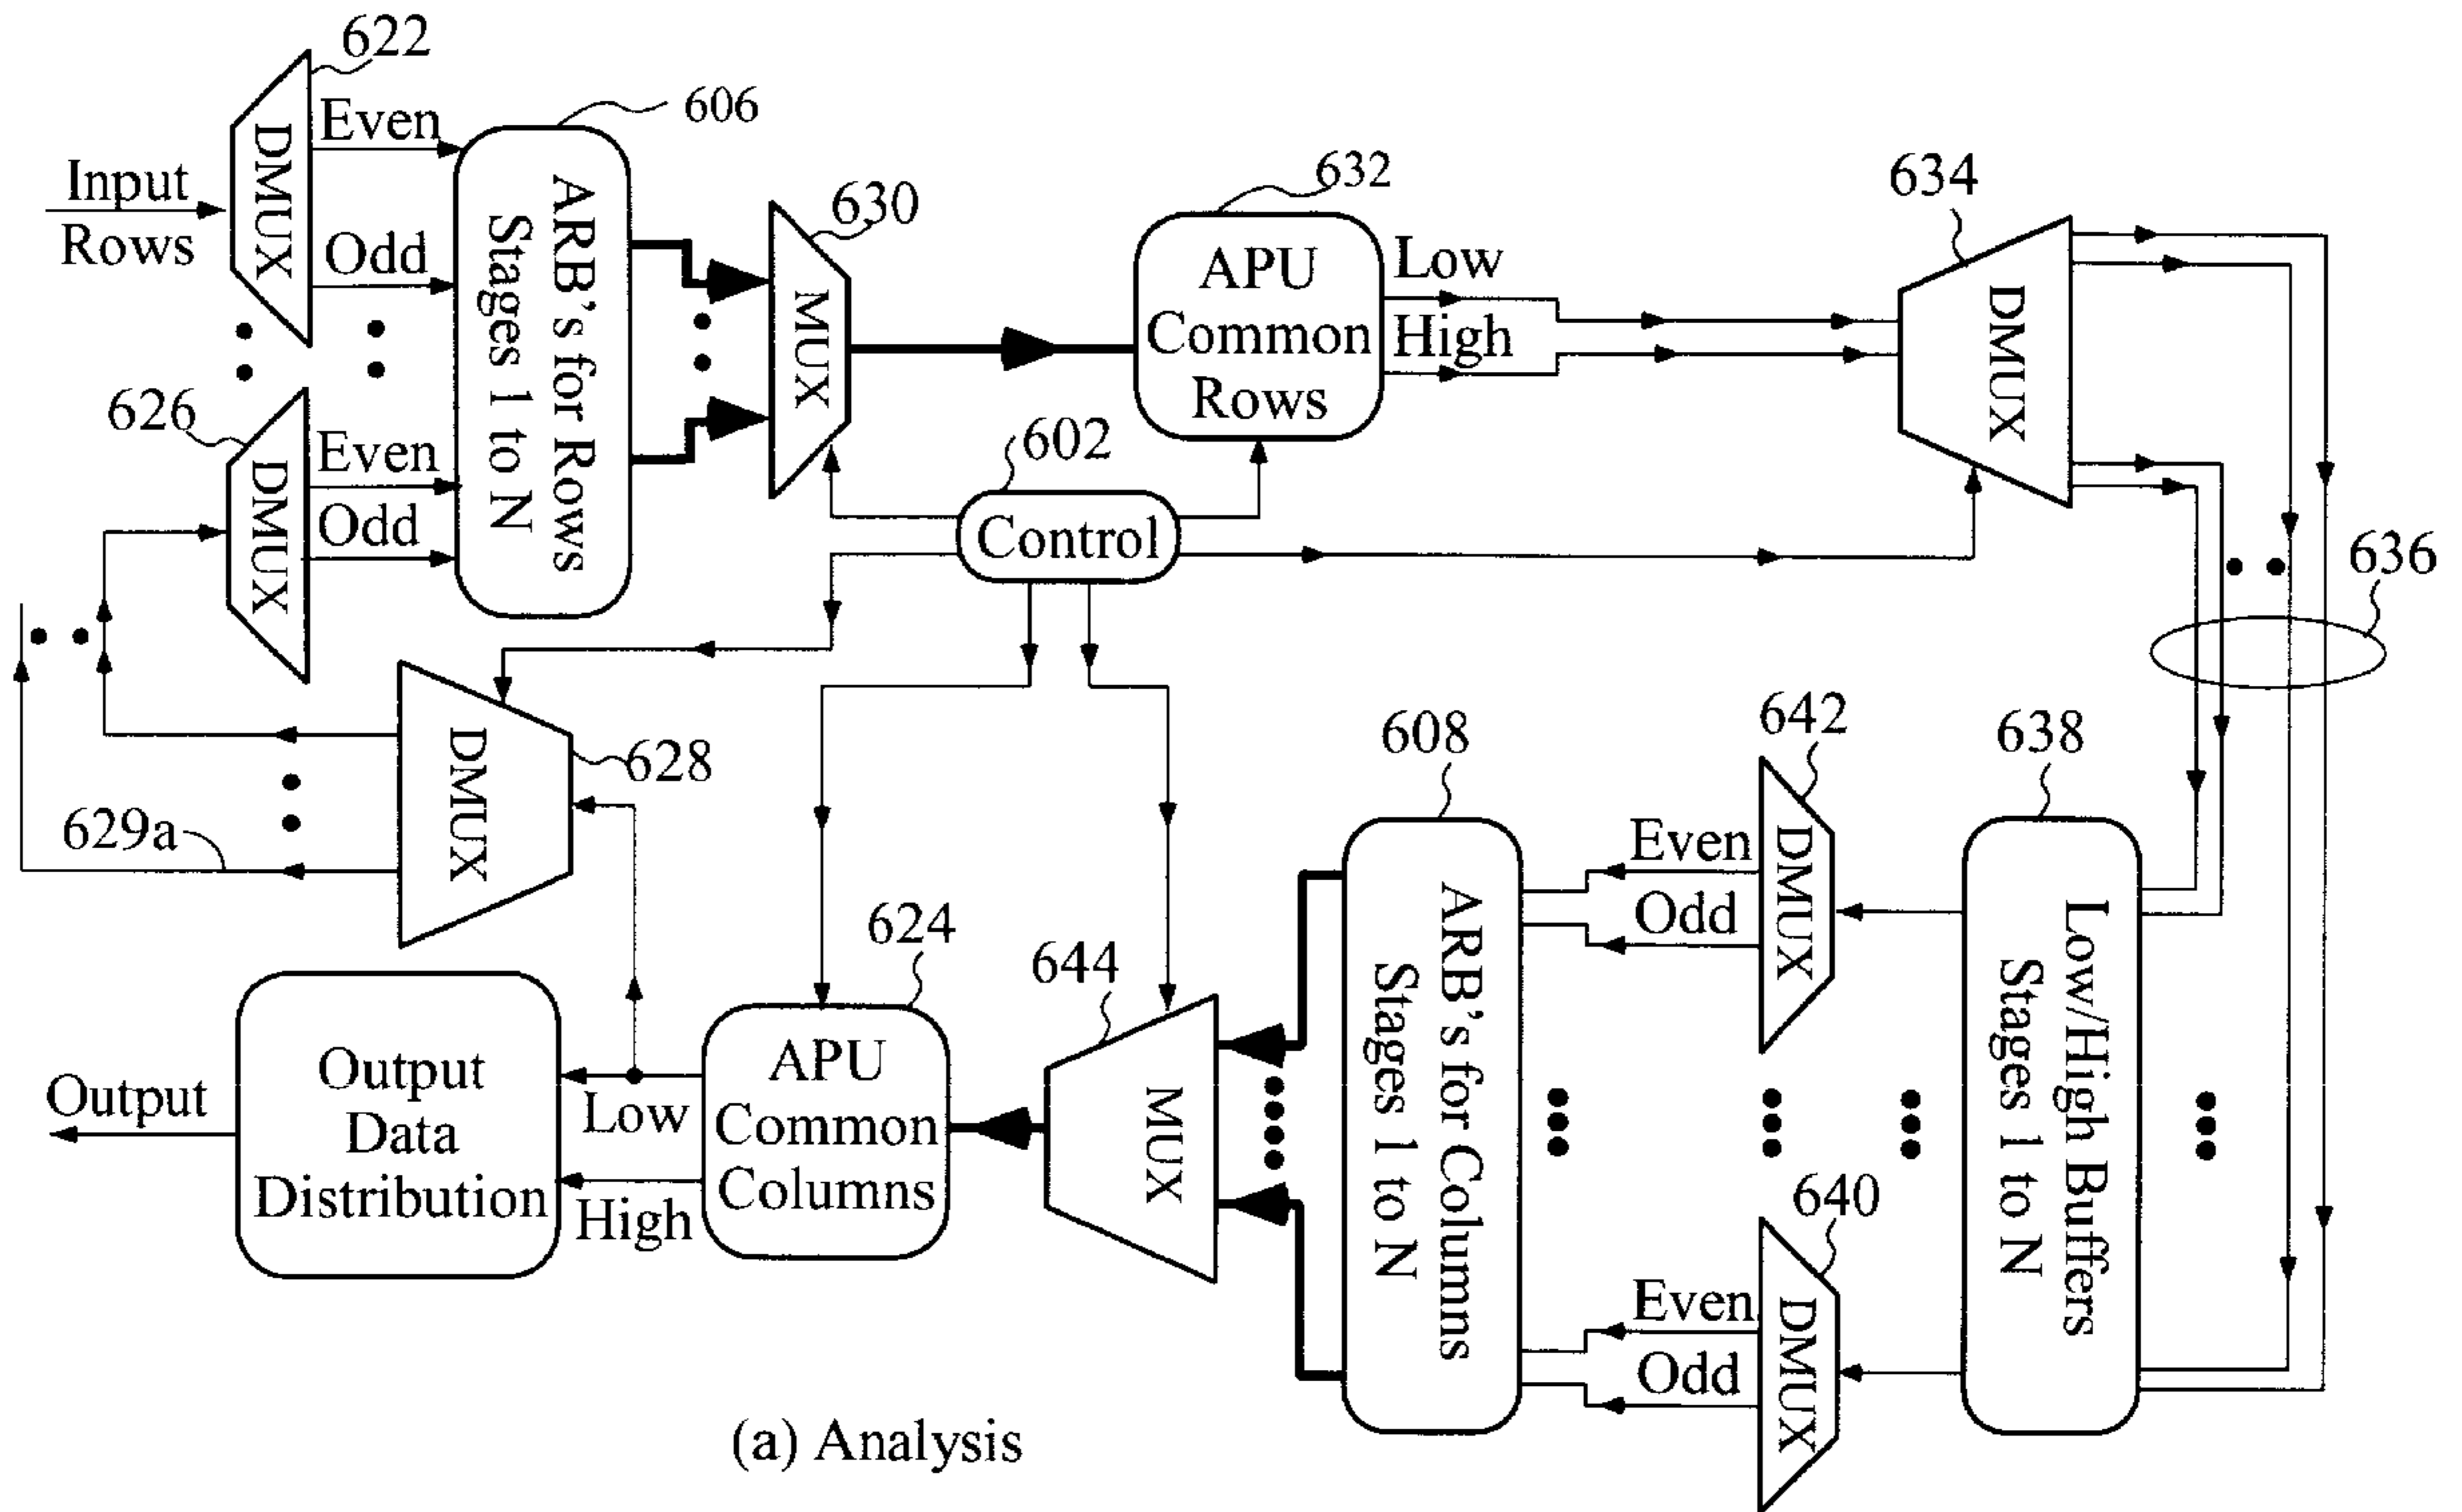 622
606
Even
DMUX
Input
Rows
Odd
ARB's for Rows
Stages 1 to N
630
MUX
632
APU
Common
Rows
Low
High
634
DMUX
626
Even
DMUX
Odd
602
Control
636
DMUX
628
629a
608
642
638
Even
Odd
DMUX
ARB's for Columns
Stages 1 to N
Low/High Buffers
Stages 1 to N
624
644
MUX
APU
Common
Columns
Low
High
Output
Data
Distribution
Output
640
Even
Odd
DMUX
(a) Analysis